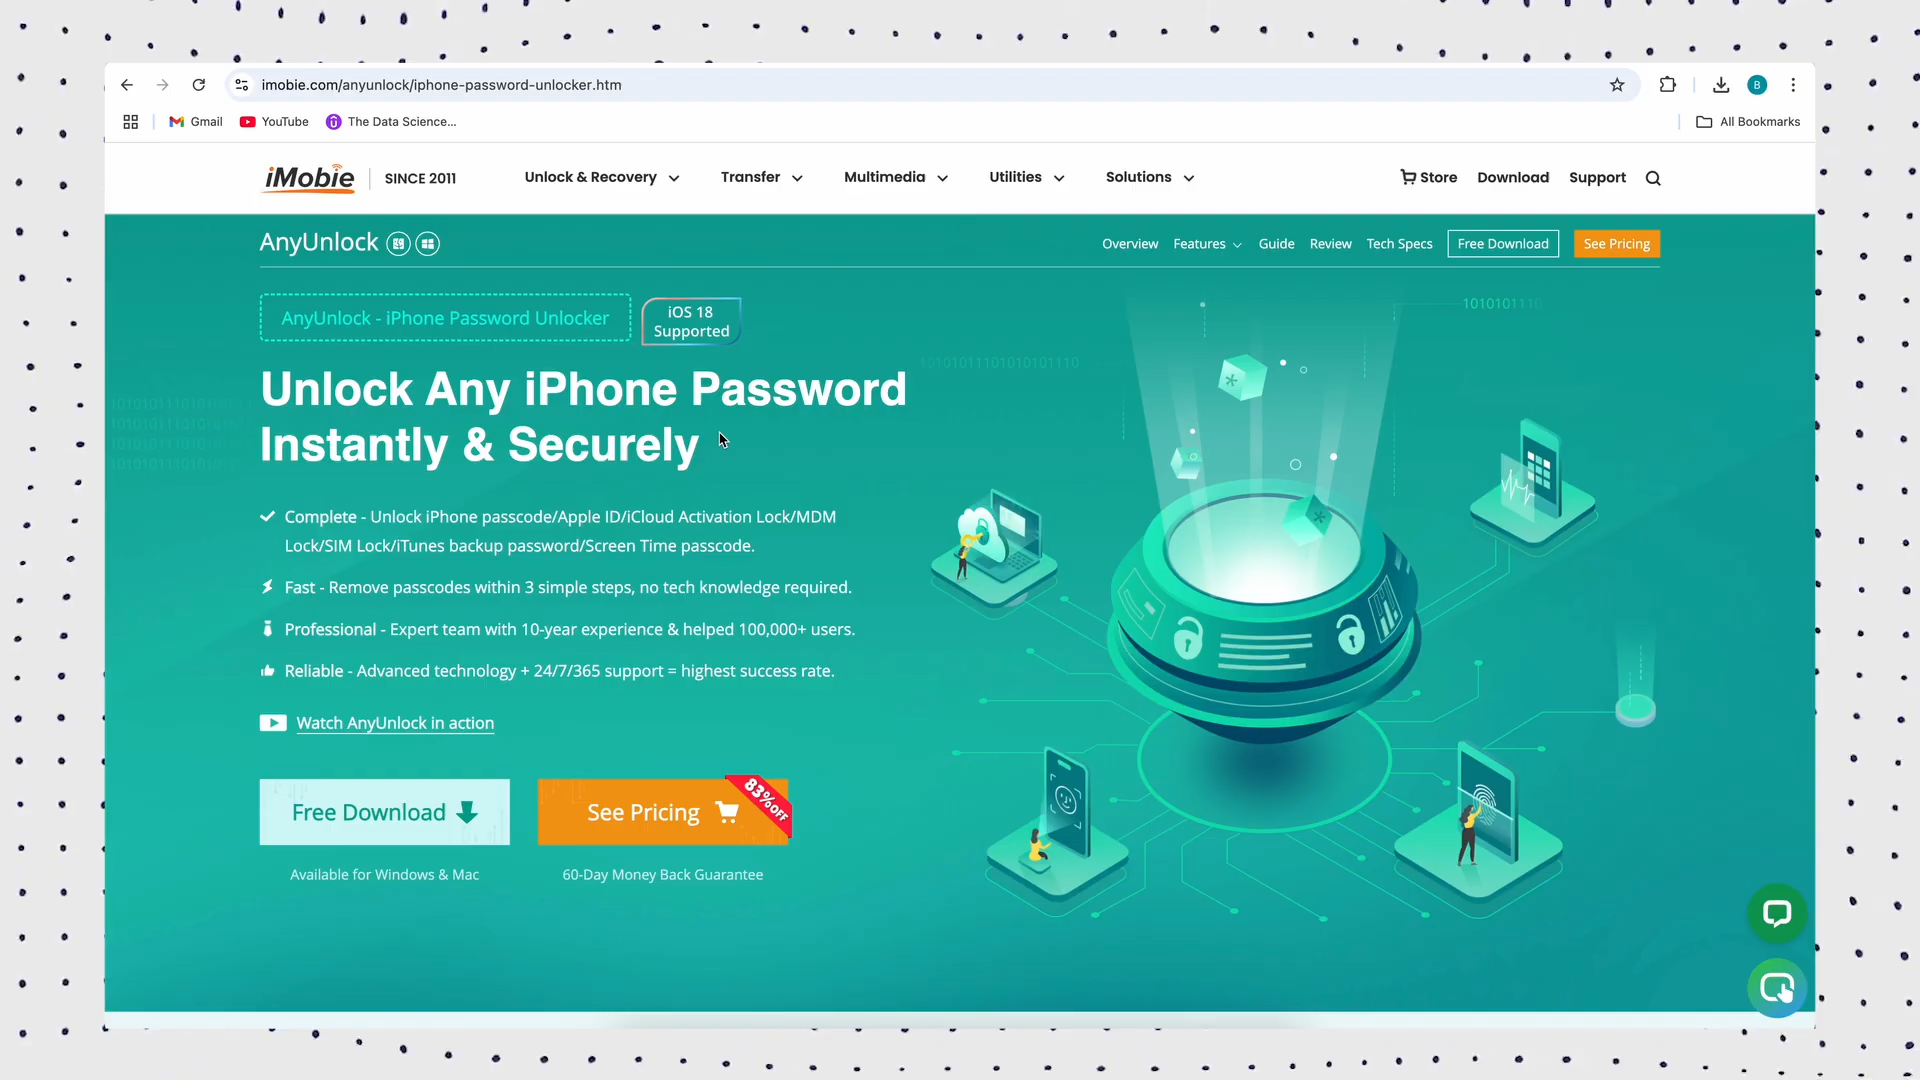 imobie.com/anyunlock/iphone-password-unlocker.htm
B
Gmail
YouTube
The Data Science...
All Bookmarks
iMobie
SINCE 2011
Unlock & Recovery
Transfer
Multimedia
Utilities
Solutions
Store
Download
Support
AnyUnlock
Overview
Features
Guide
Review
Tech Specs
Free Download
See Pricing
AnyUnlock - iPhone Password Unlocker
iOS 18
Supported
1010101110
10101011101010101110
Unlock Any iPhone Password
Instantly & Securely
Complete - Unlock iPhone passcode/Apple ID/iCloud Activation Lock/MDM
Lock/SIM Lock/iTunes backup password/Screen Time passcode.
Fast - Remove passcodes within 3 simple steps, no tech knowledge required.
Professional - Expert team with 10-year experience & helped 100,000+ users.
Reliable - Advanced technology + 24/7/365 support = highest success rate.
Watch AnyUnlock in action
Free Download
See Pricing
83%OFF
Available for Windows & Mac
60-Day Money Back Guarantee